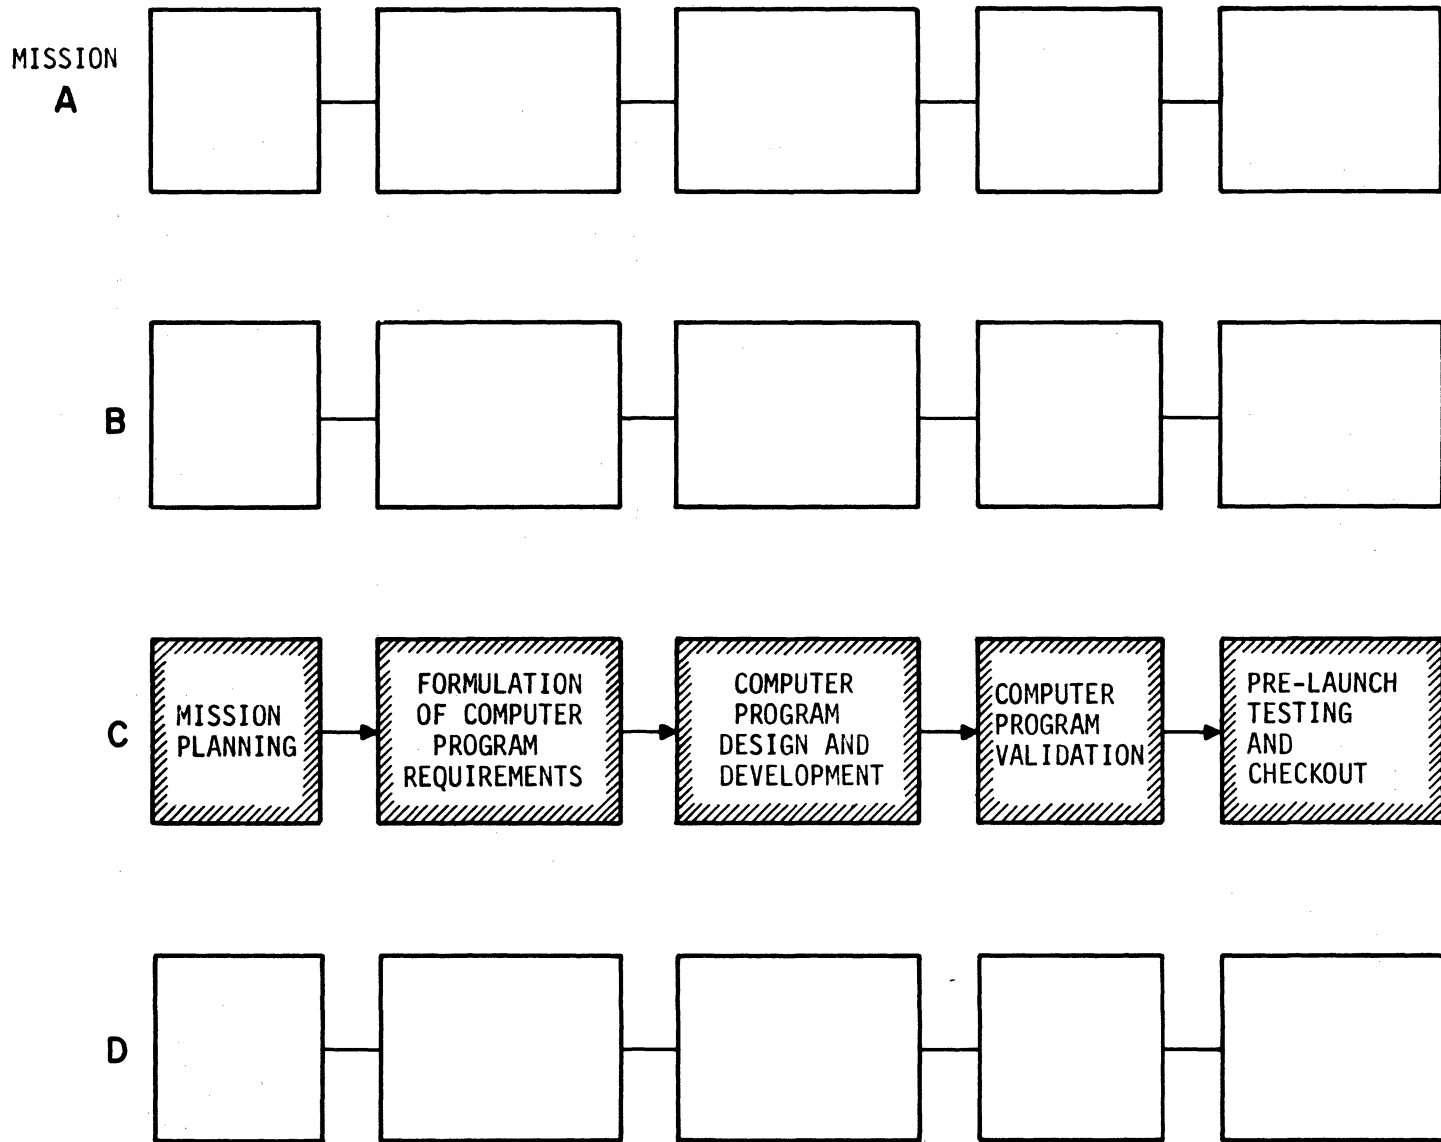 MISSION
A
B
C
MISSION
PLANNING
FORMULATION
OF COMPUTER
PROGRAM
REQUIREMENTS
COMPUTER
PROGRAM
DESIGN AND
DEVELOPMENT
COMPUTER
PROGRAM
VALIDATION
PRE-LAUNCH
TESTING
AND
CHECKOUT
D